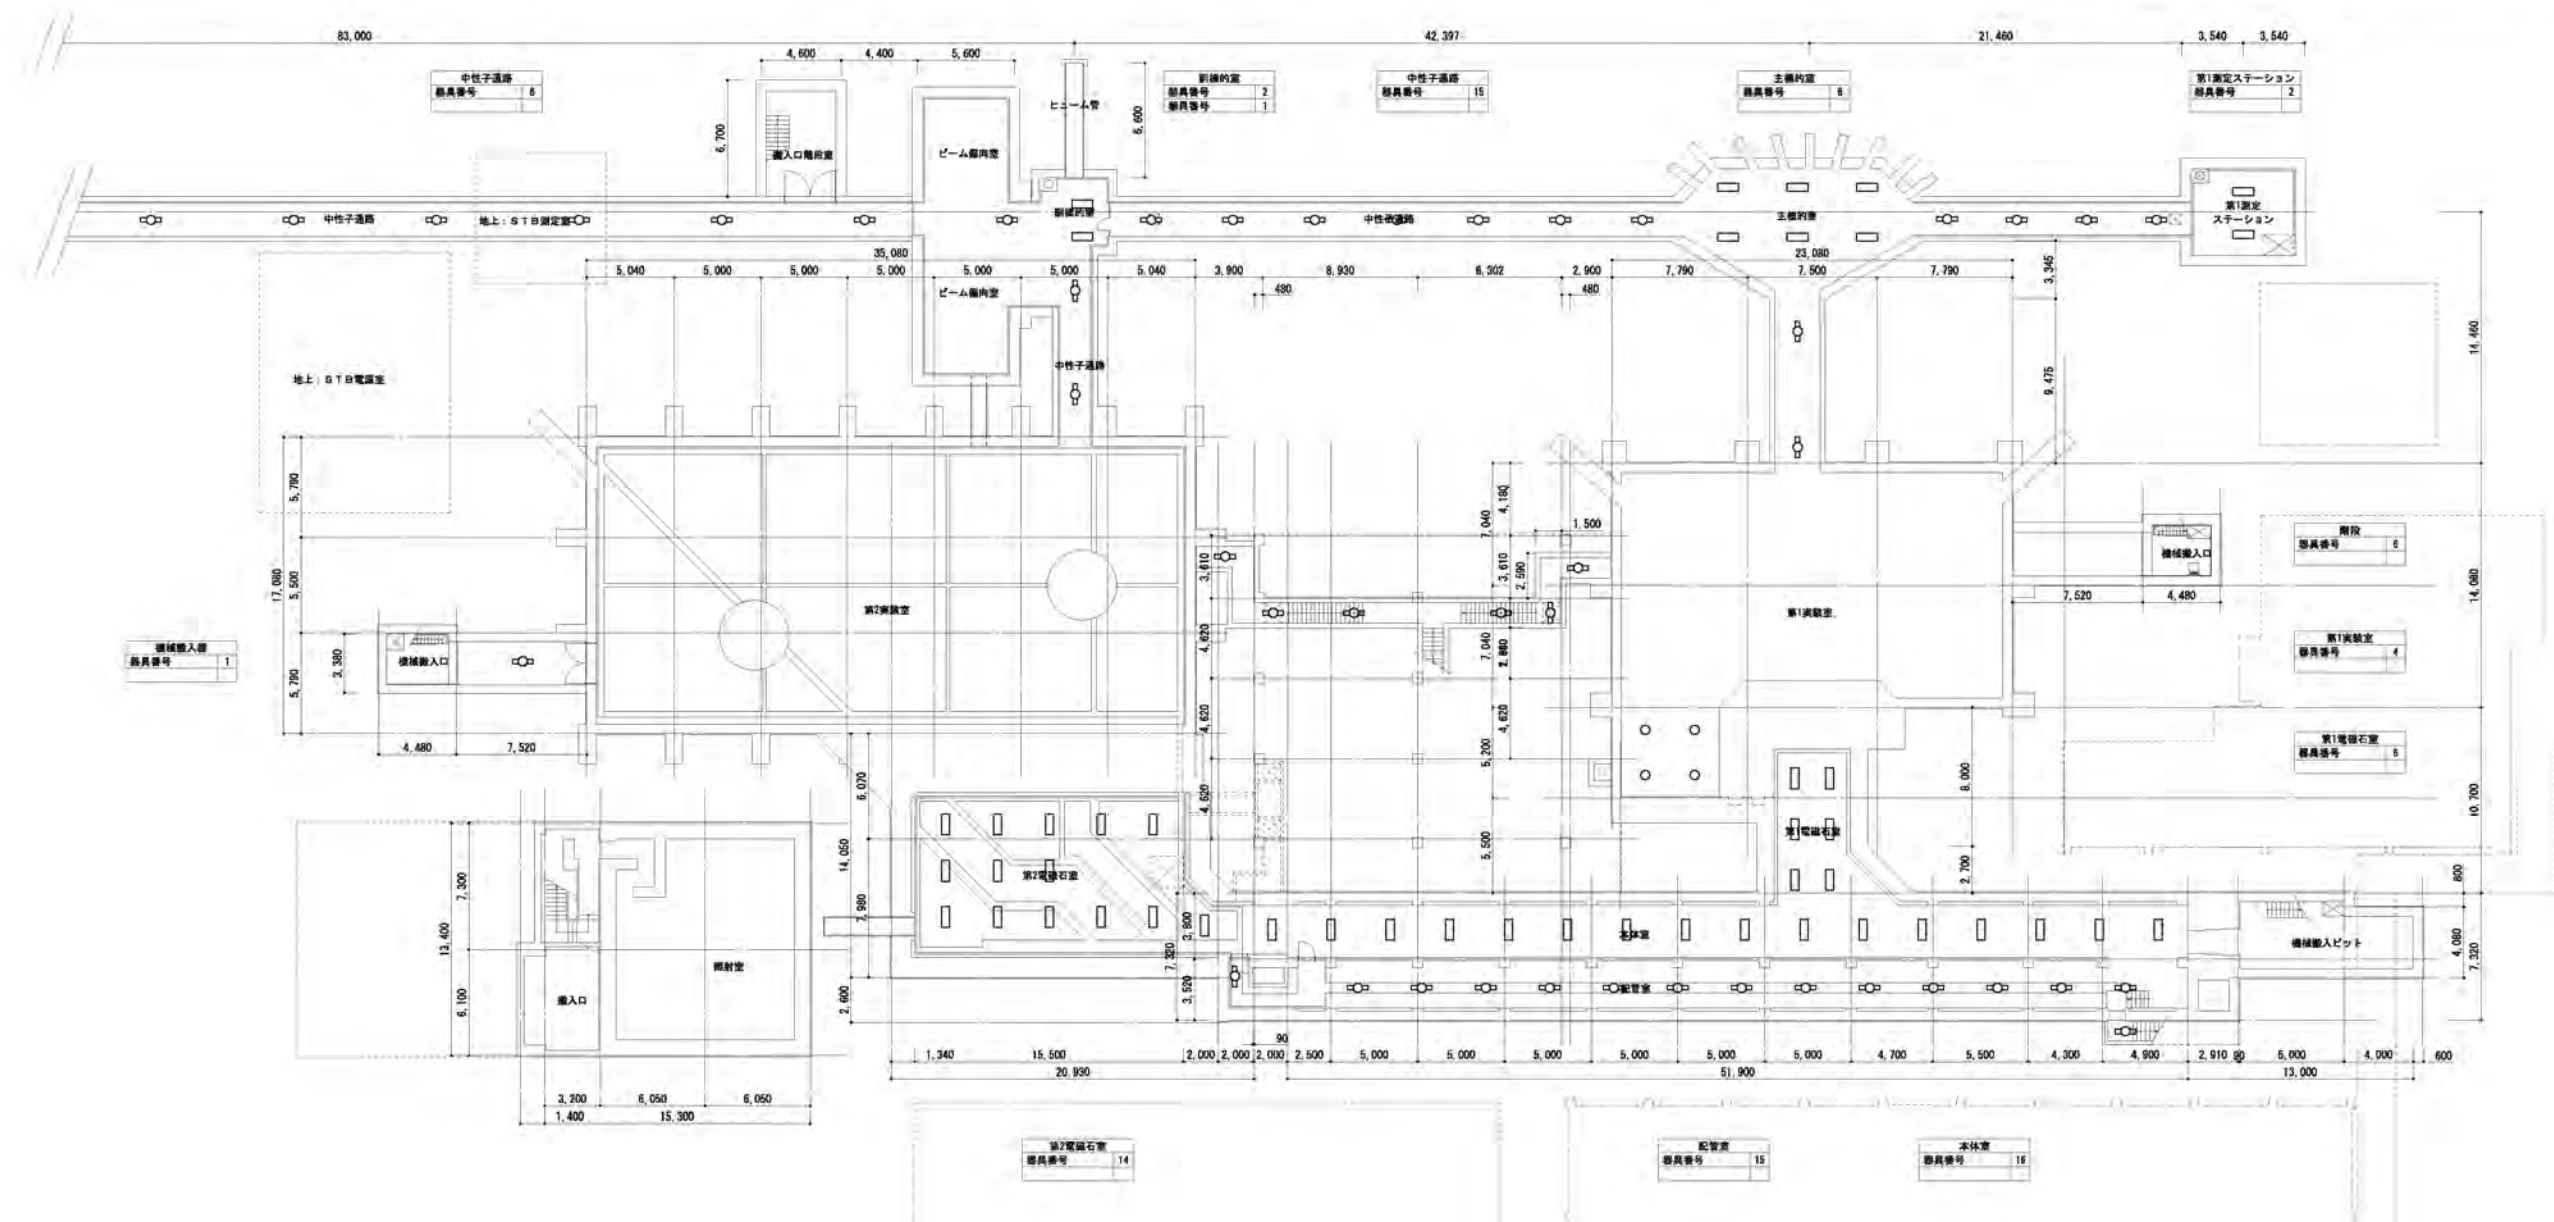 83,000
42,397
21,460
3,540
3,540
4,600
4,400
5,600
中性子通路
器具番号 6
ヒューム管
副標的室
器具番号 2
器具番号 1
中性子通路
器具番号 15
主標的室
器具番号 6
第1測定ステーション
器具番号 2
6,700
5,600
搬入口階段室
ビーム偏向室
中性子通路
地上:STB測定室
副標的室
中性子通路
主標的室
第1測定
ステーション
35,080
23,080
5,040
5,000
5,000
5,000
5,000
5,000
5,040
3,900
8,930
6,302
2,900
7,790
7,500
7,790
3,345
480
480
ビーム偏向室
14,460
9,475
地上:STB電源室
中性子通路
5,790
4,180
7,040
1,500
階段
器具番号 6
17,080
5,500
3,610
3,610
2,590
機械搬入口
14,080
7,520
4,480
第2実験室
第1実験室
機械搬入器
器具番号 1
3,380
機械搬入口
5,790
4,620
7,040
2,860
第1実験室
器具番号 4
4,480
7,520
4,620
4,620
5,200
第1電磁石室
器具番号 6
6,070
8,000
4,620
10,700
7,300
14,050
5,500
第1電磁石室
2,700
600
第2電磁石室
13,400
7,980
3,800
7,320
本体室
機械搬入ピット
4,080
7,320
照射室
搬入口
6,100
2,600
3,520
配管室
90
1,340
15,500
2,000
2,000
2,000
2,500
5,000
5,000
5,000
5,000
5,000
5,000
4,700
5,500
4,300
4,900
2,910
90
5,000
4,000
600
20,930
51,900
13,000
3,200
6,050
6,050
1,400
15,300
第2電磁石室
器具番号 14
配管室
器具番号 15
本体室
器具番号 16